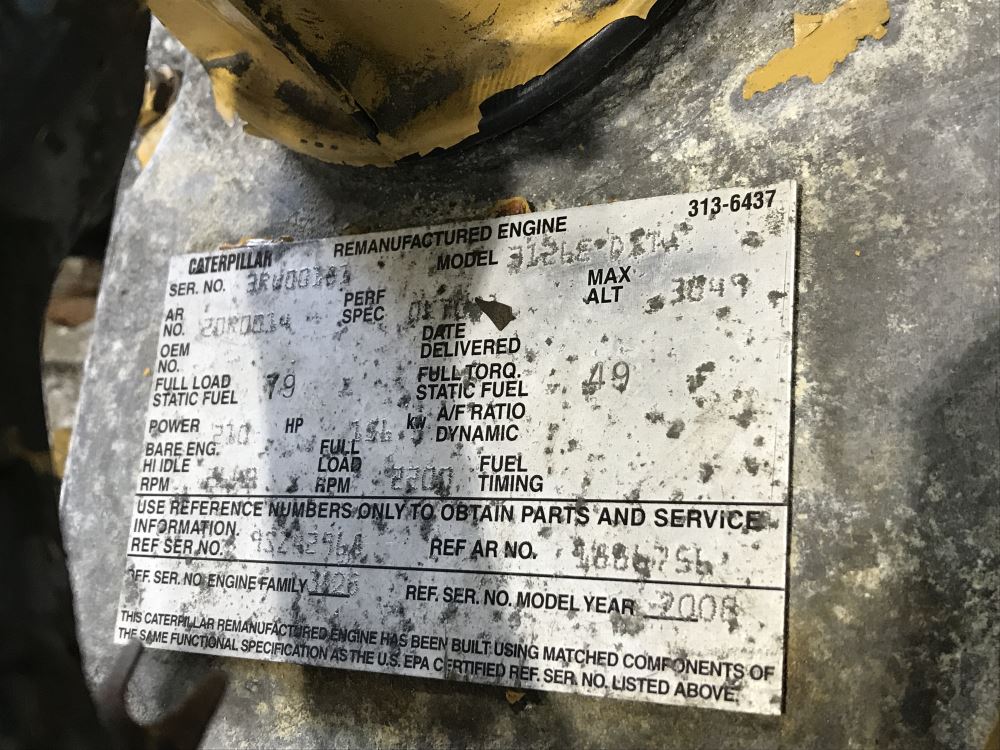 313-6437
CATERPILLAR REMANUFACTURED ENGINE
SER. NO. MODEL
AR NO. 20R0014 PERF SPEC MAX ALT 3049
OEM NO. DATE DELIVERED
FULL LOAD STATIC FUEL 79 FULL TORQ. STATIC FUEL 49
POWER 210 HP kW A/F RATIO DYNAMIC
BARE ENG. HI IDLE RPM FULL LOAD RPM 2200 FUEL TIMING
USE REFERENCE NUMBERS ONLY TO OBTAIN PARTS AND SERVICE
INFORMATION.
REF SER NO. REF AR NO.
REF. SER. NO. ENGINE FAMILY 3126 REF. SER. NO. MODEL YEAR 2008
THIS CATERPILLAR REMANUFACTURED ENGINE HAS BEEN BUILT USING MATCHED COMPONENTS OF
THE SAME FUNCTIONAL SPECIFICATION AS THE U.S. EPA CERTIFIED REF. SER. NO. LISTED ABOVE.